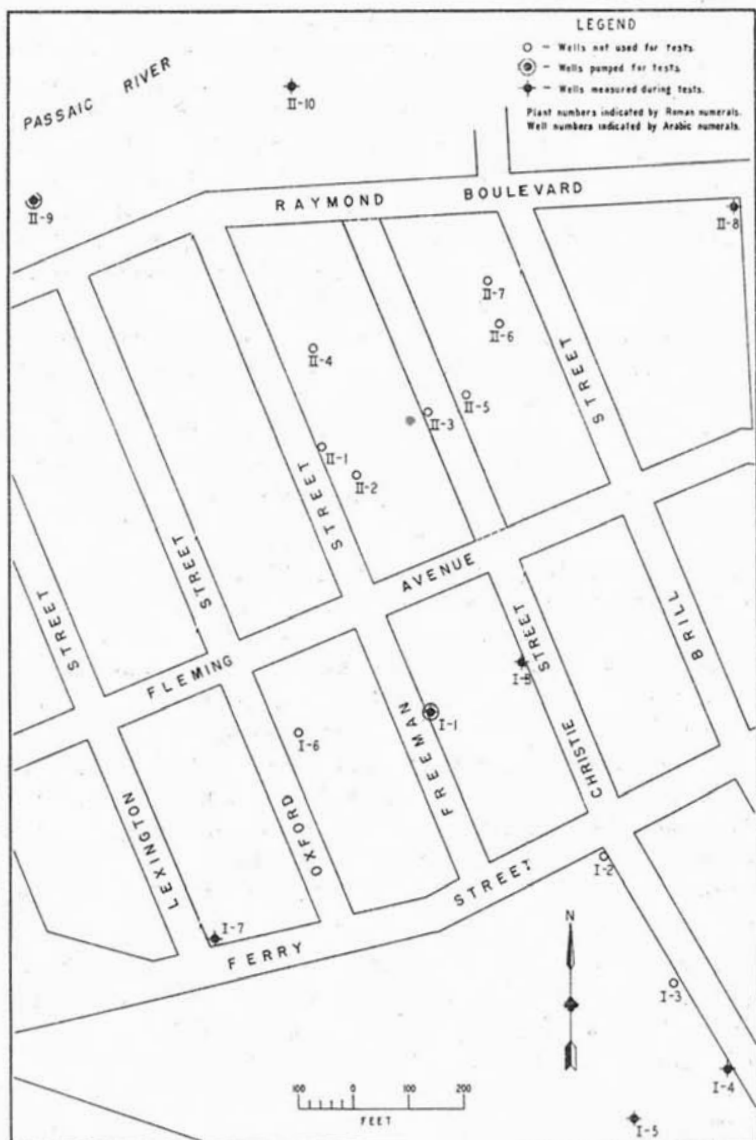 LEGEND
Wells not used for tests.
Wells pumped for tests.
Wells measured during tests.
Plant numbers indicated by Roman numerals.
Well numbers indicated by Arabic numerals.
PASSAIC RIVER
II-10
II-9
RAYMOND BOULEVARD
II-8
II-7
II-6
II-4
II-5
II-3
STREET
II-1
II-2
STREET
STREET
STREET
AVENUE
FLEMING
STREET
BRILL
I-1
I-6
FREEMAN
CHRISTIE
LEXINGTON
OXFORD
I-2
STREET
I-7
FERRY
N
I-3
I-4
I-5
100 0 100 200
FEET